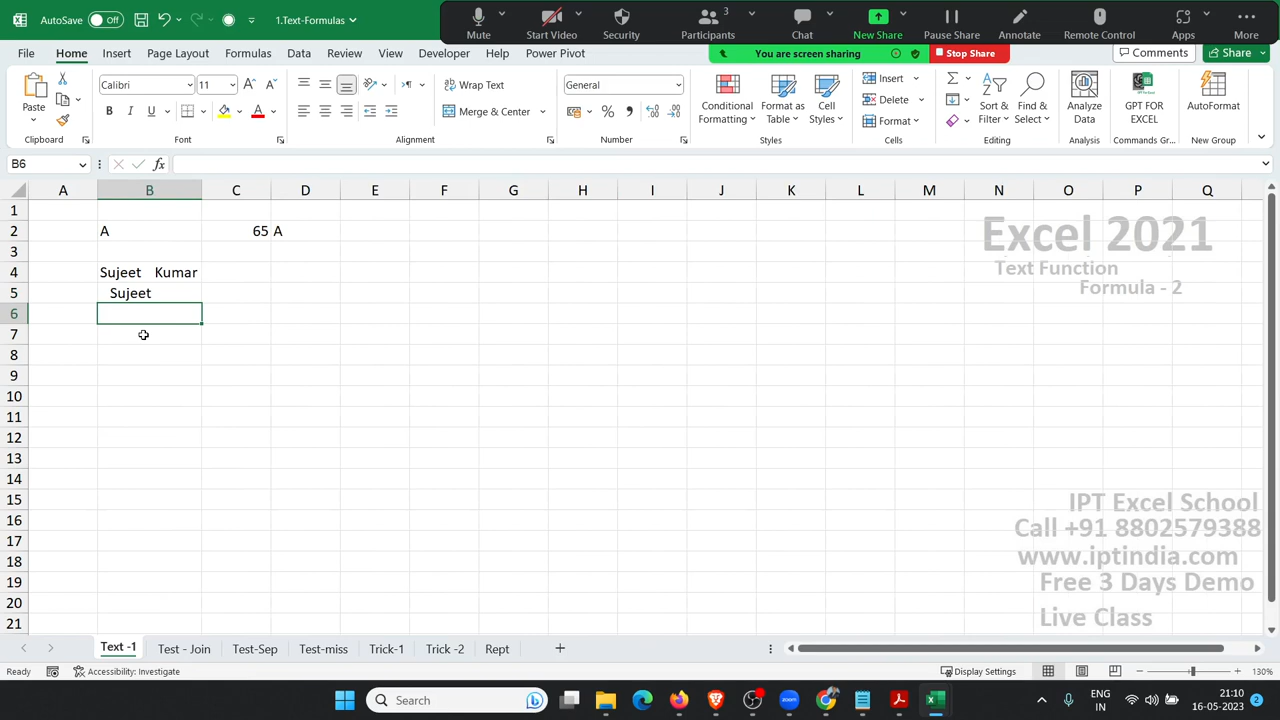 AutoSave Off 1.Text-Formulas
Mute Start Video Security Participants 3 Chat New Share Pause Share Annotate Remote Control Apps More
You are screen sharing Stop Share
File Home Insert Page Layout Formulas Data Review View Developer Help Power Pivot Comments Share
Paste Calibri 11 Wrap Text General Conditional Formatting Format as Table Cell Styles Insert Sort & Filter Find & Select Analyze Data GPT FOR EXCEL AutoFormat
Delete
B I U Merge & Center Format
Clipboard Font Alignment Number Styles Cells Editing Analysis Commands Gr... New Group
B6 fx
A B C D E F G H I J K L M N O P Q
1
2 A 65 A
3
4 Sujeet Kumar
5 Sujeet
6
7
8
9
10
11
12
13
14
15
16
17
18
19
20
21
Excel 2021
Text Function
Formula - 2
IPT Excel School
Call +91 8802579388
www.iptindia.com
Free 3 Days Demo
Live Class
Text -1 Test - Join Test-Sep Test-miss Trick-1 Trick -2 Rept
Ready Accessibility: Investigate Display Settings 130%
Search ENG IN 21:10 16-05-2023 2